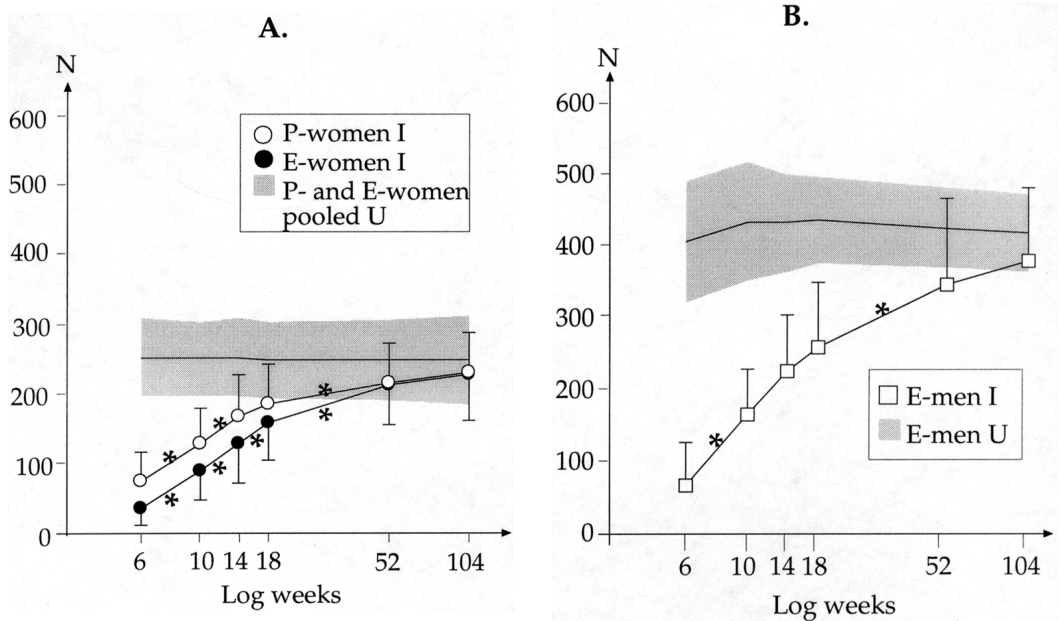 A.
N
600
500
400
300
200
100
0
P-women I
E-women I
P- and E-women
pooled U
*
*
*
*
*
*
*
6 10 14 18 52 104
Log weeks
B.
N
600
500
400
300
200
100
0
*
*
E-men I
E-men U
6 10 14 18 52 104
Log weeks